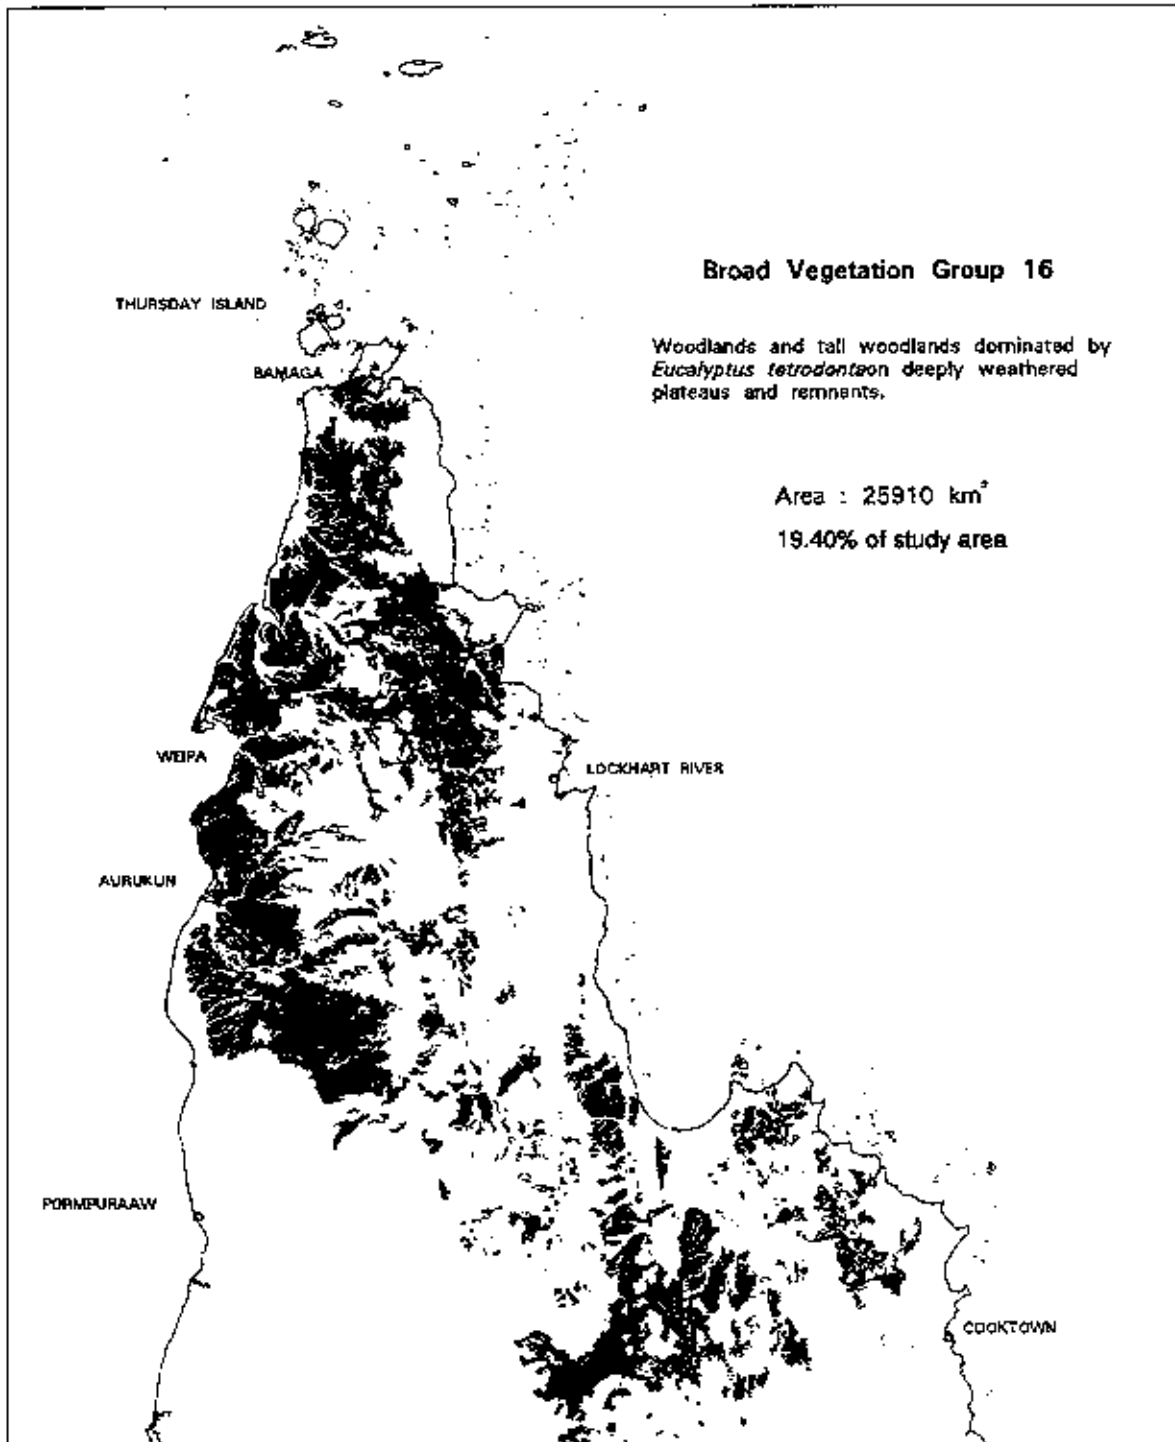 Broad Vegetation Group 16
THURSDAY ISLAND
Woodlands and tall woodlands dominated by
Eucalyptus tetrodontaon deeply weathered
plateaus and remnants.
BAMAGA
Area : 25910 km²
19.40% of study area
WEIPA
LOCKHART RIVER
AURUKUN
PORMPURAAW
COOKTOWN